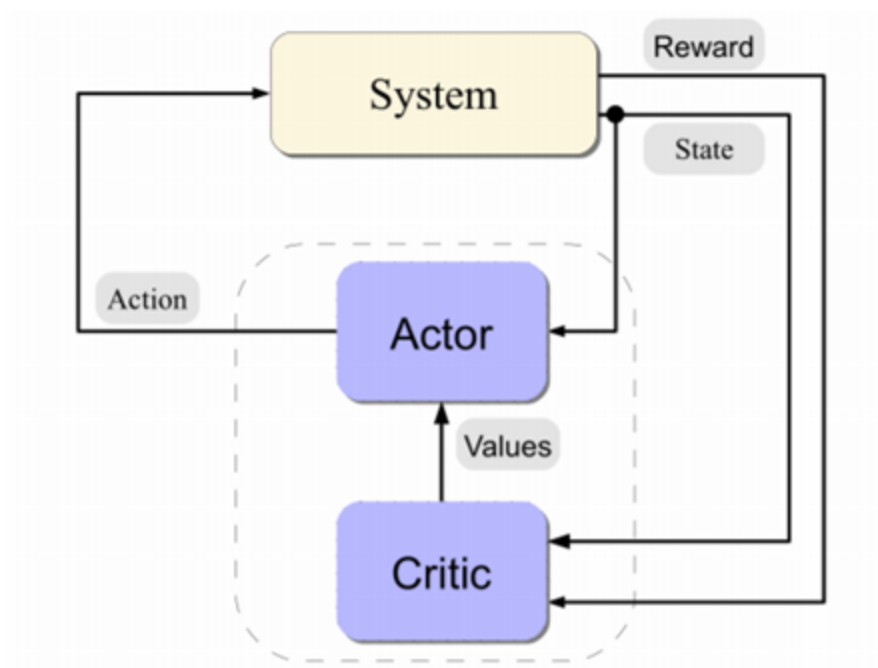 Reward
System
State
Action
Actor
Values
Critic